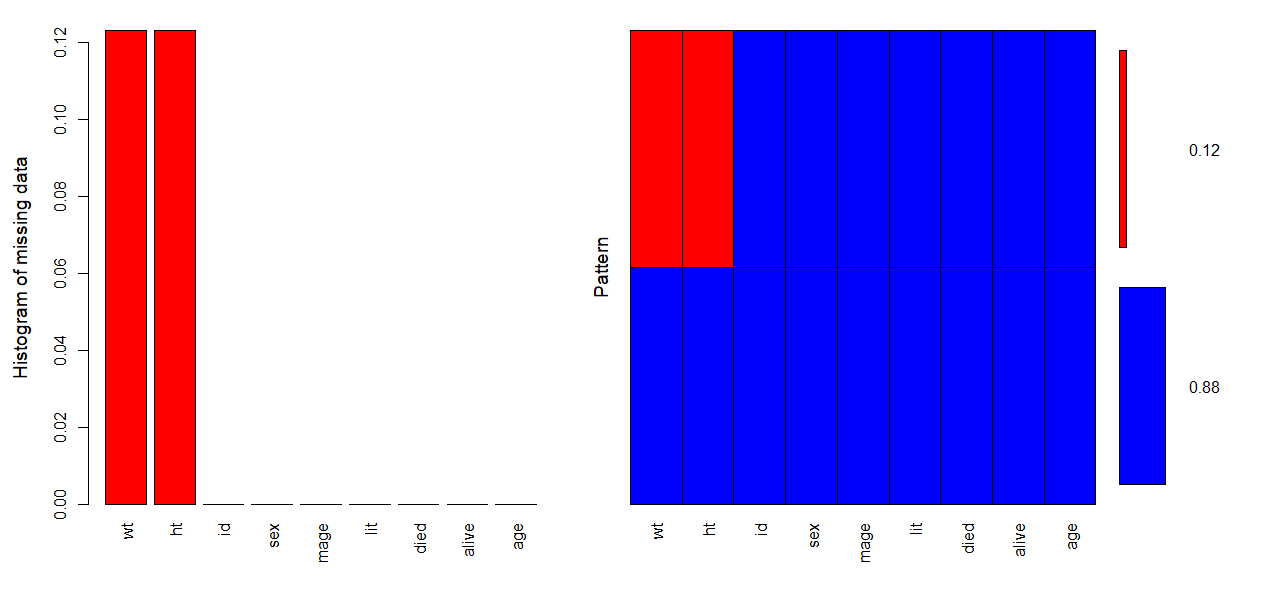 Histogram of missing data
0.12
0.10
0.08
0.06
0.04
0.02
0.00
wt
ht
id
sex
mage
lit
died
alive
age
Pattern
wt
ht
id
sex
mage
lit
died
alive
age
0.12
0.88